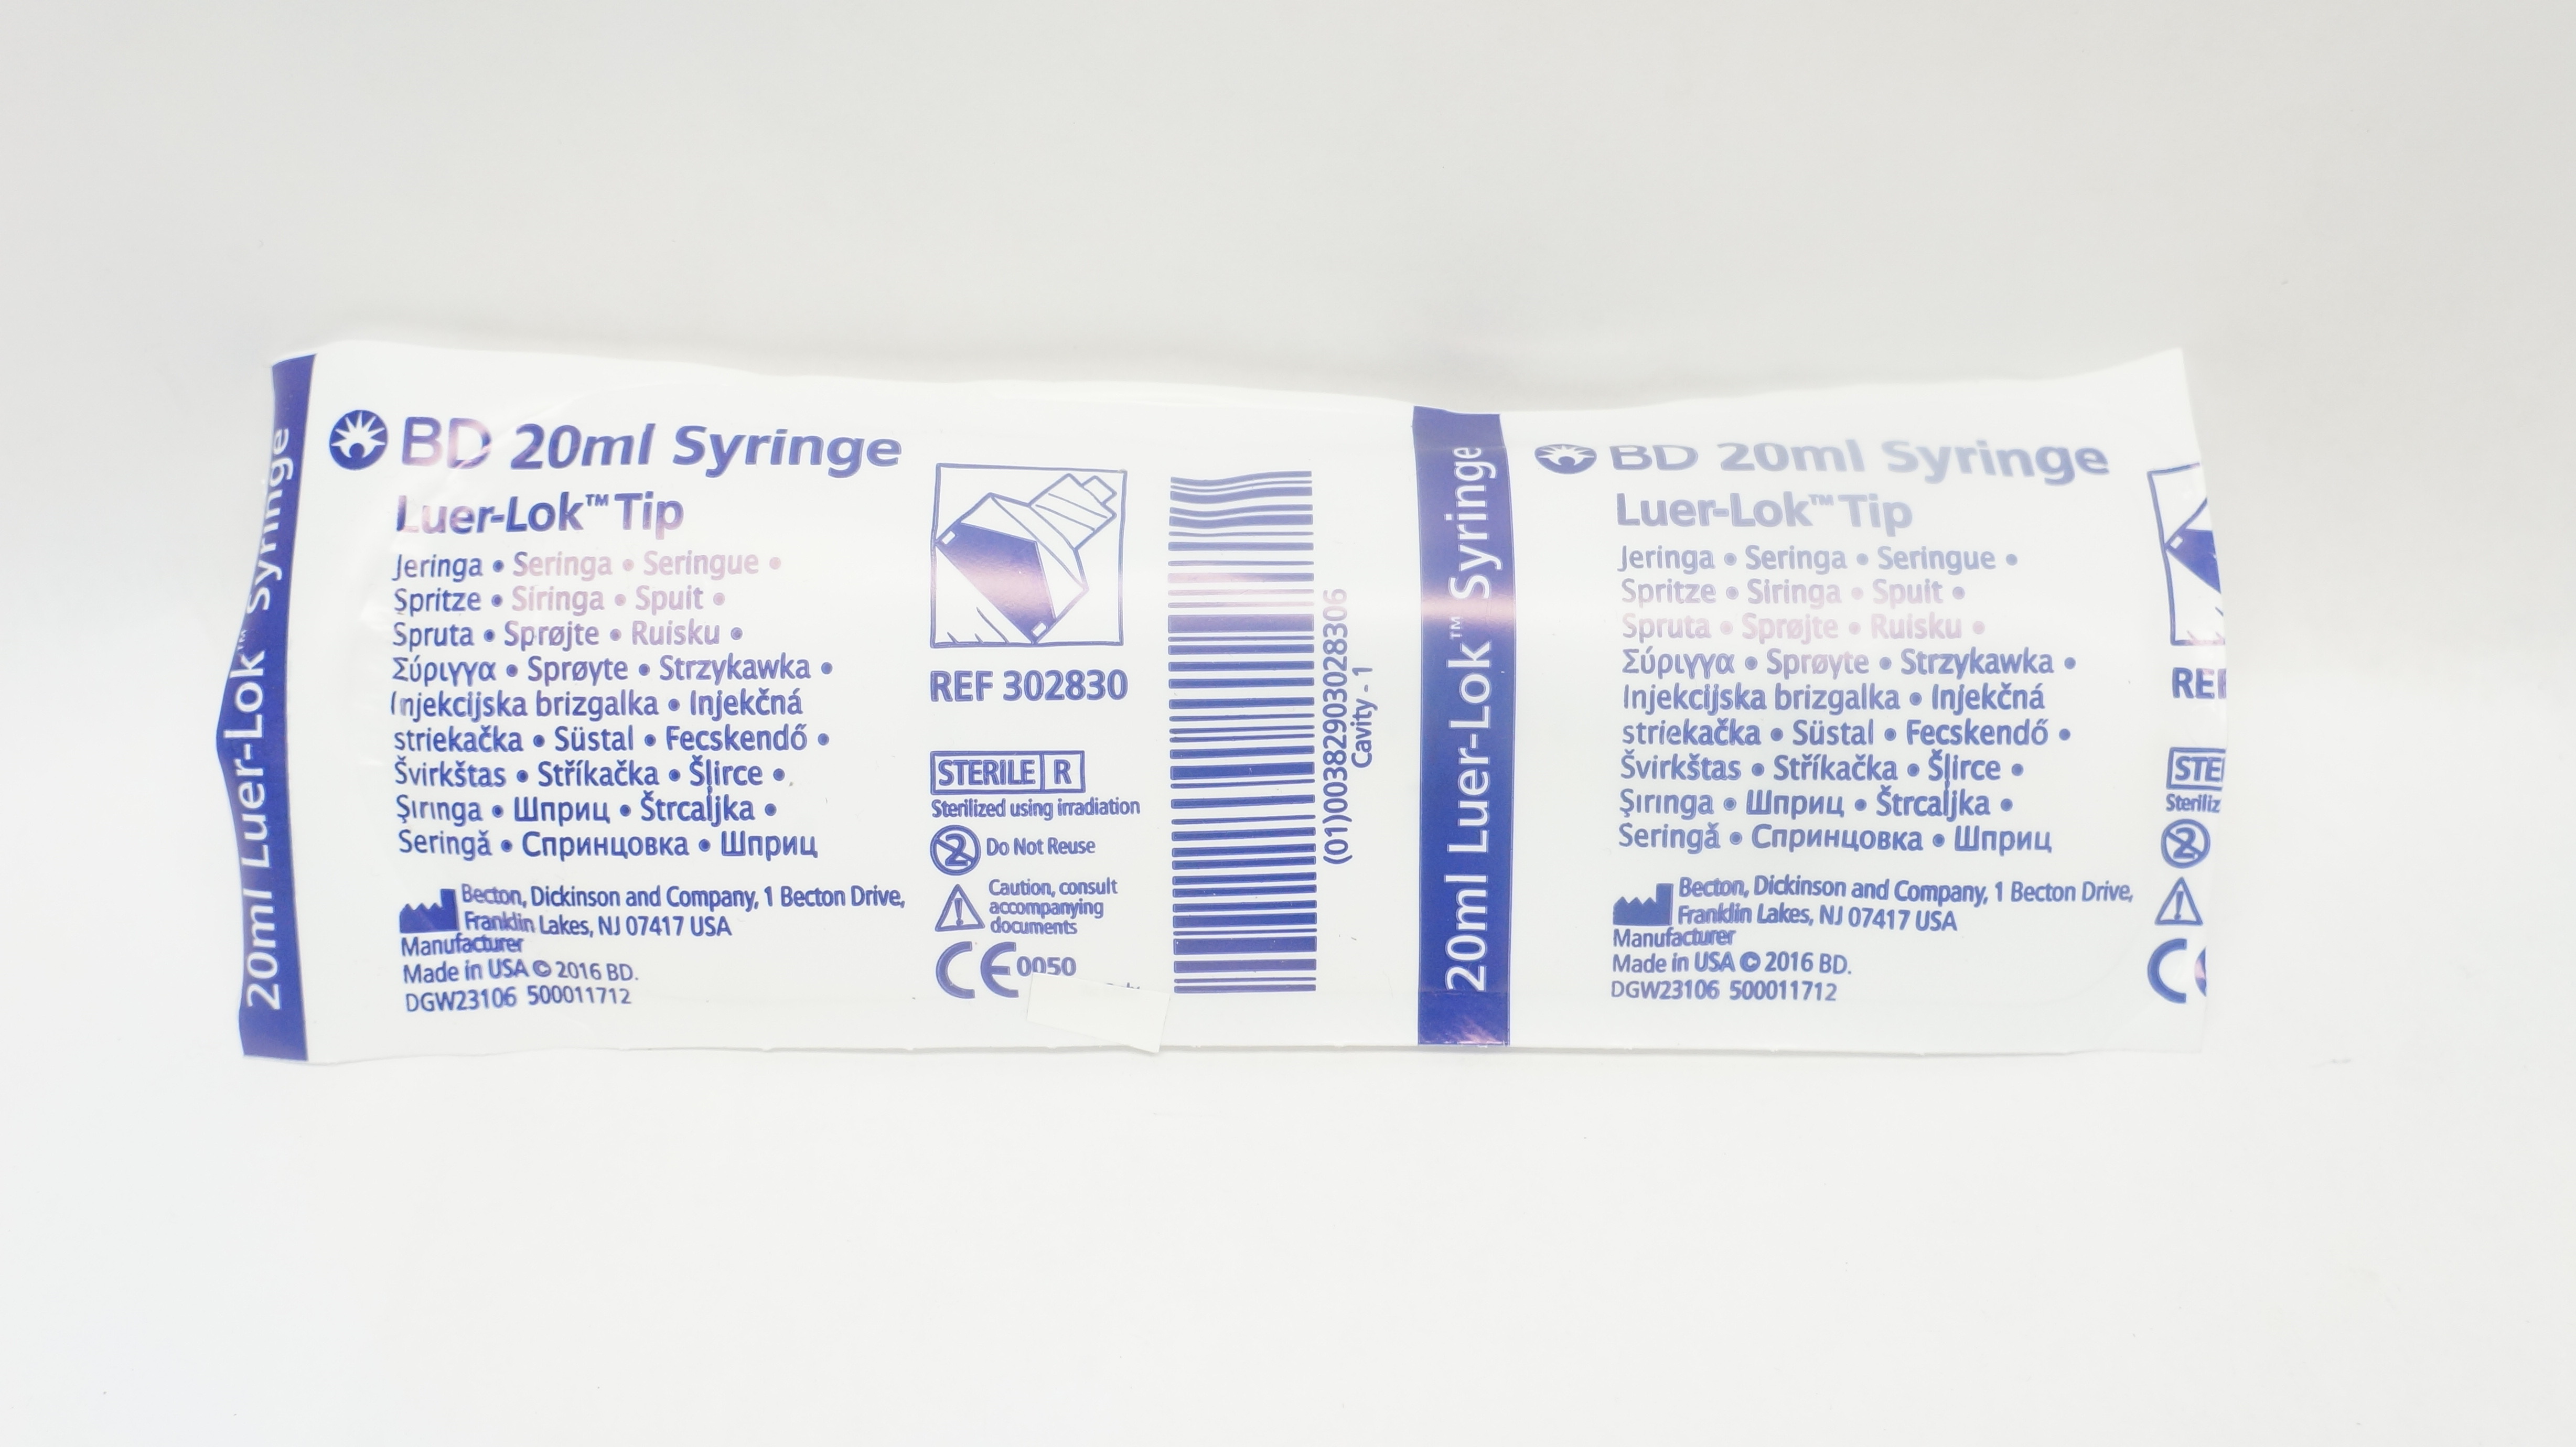 20ml Luer-Lok™ Syringe
BD 20ml Syringe
Luer-Lok™ Tip
Jeringa • Seringa • Seringue •
Spritze • Siringa • Spuit •
Spruta • Sprøjte • Ruisku •
Σύριγγα • Sprøyte • Strzykawka •
Injekcijska brizgalka • Injekčná
striekačka • Süstal • Fecskendő •
Švirkštas • Stříkačka • Šļirce •
Şırınga • Шприц • Štrcaljka •
Seringă • Спринцовка • Шприц
Becton, Dickinson and Company, 1 Becton Drive,
Franklin Lakes, NJ 07417 USA
Manufacturer
Made in USA © 2016 BD.
DGW23106 500011712
REF 302830
STERILE R
Sterilized using irradiation
2 Do Not Reuse
Caution, consult
accompanying
documents
CE 0050
(01)00382903028306
Cavity - 1
20ml Luer-Lok™ Syringe
BD 20ml Syringe
Luer-Lok™ Tip
Jeringa • Seringa • Seringue •
Spritze • Siringa • Spuit •
Spruta • Sprøjte • Ruisku •
Σύριγγα • Sprøyte • Strzykawka •
Injekcijska brizgalka • Injekčná
striekačka • Süstal • Fecskendő •
Švirkštas • Stříkačka • Šļirce •
Şırınga • Шприц • Štrcaljka •
Seringă • Спринцовка • Шприц
Becton, Dickinson and Company, 1 Becton Drive,
Franklin Lakes, NJ 07417 USA
Manufacturer
Made in USA © 2016 BD.
DGW23106 500011712
REF
STE
Steriliz
2
C